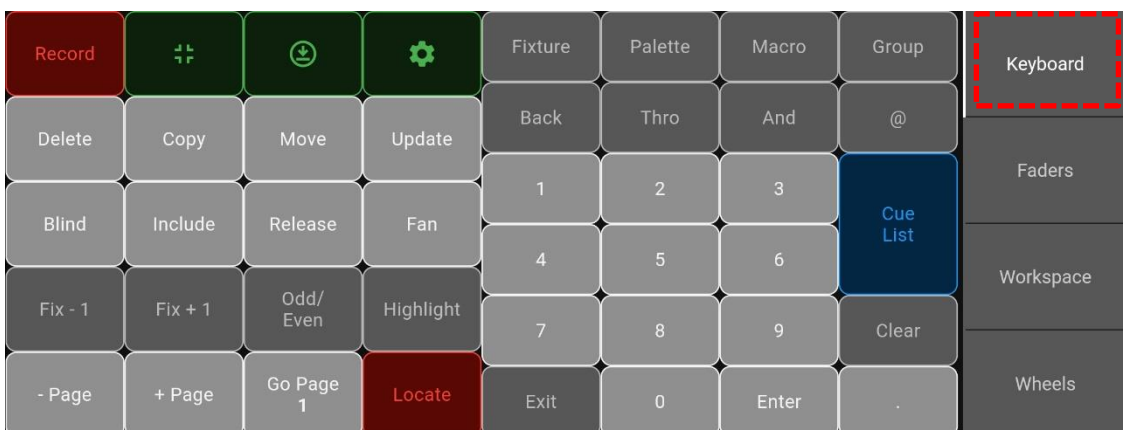 Record
Fixture
Palette
Macro
Group
Keyboard
Delete
Copy
Move
Update
Back
Thro
And
@
Faders
1
2
3
Cue
List
Blind
Include
Release
Fan
4
5
6
Workspace
Fix - 1
Fix + 1
Odd/
Even
Highlight
7
8
9
Clear
- Page
+ Page
Go Page
1
Locate
Exit
0
Enter
.
Wheels